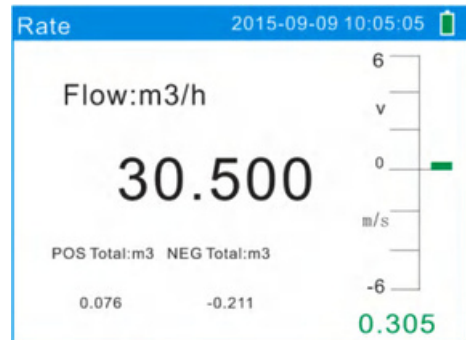 Rate 2015-09-09 10:05:05
6
Flow:m3/h
v
30.500
0
m/s
POS Total:m3 NEG Total:m3
-6
0.076 -0.211
0.305